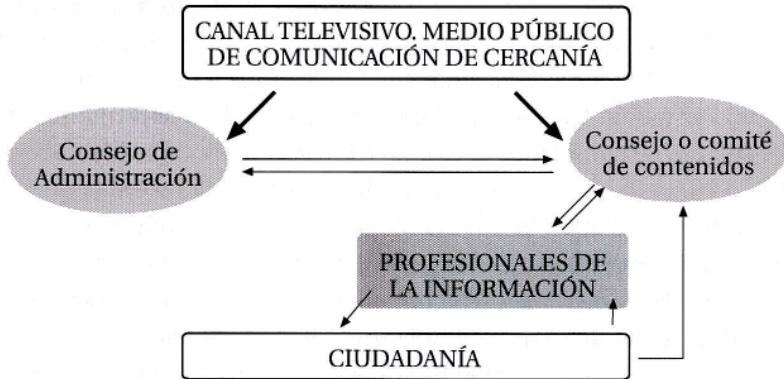 CANAL TELEVISIVO. MEDIO PÚBLICO
DE COMUNICACIÓN DE CERCANÍA
Consejo de
Administración
Consejo o comité
de contenidos
PROFESIONALES DE
LA INFORMACIÓN
CIUDADANÍA